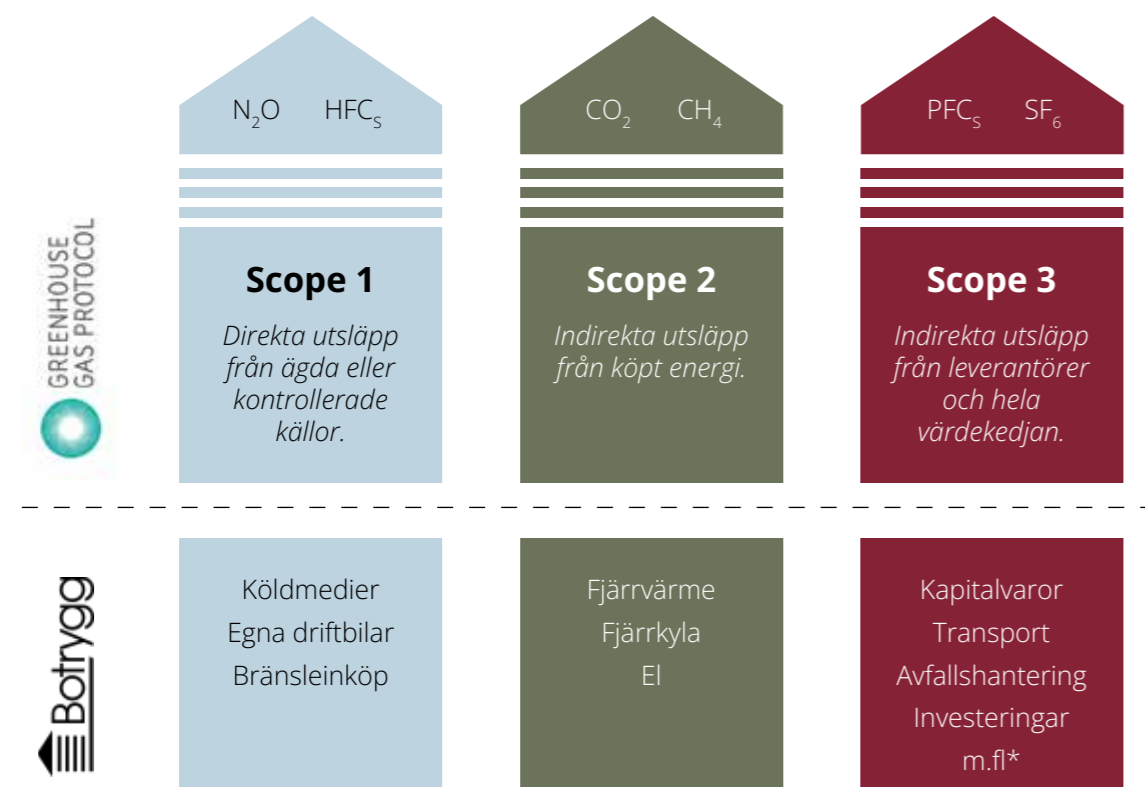 N₂O HFCₛ
CO₂ CH₄
PFCₛ SF₆
GREENHOUSE
GAS PROTOCOL
Scope 1
Direkta utsläpp
från ägda eller
kontrollerade
källor.
Scope 2
Indirekta utsläpp
från köpt energi.
Scope 3
Indirekta utsläpp
från leverantörer
och hela
värdekedjan.
Botrygg
Köldmedier
Egna driftbilar
Bränsleinköp
Fjärrvärme
Fjärrkyla
El
Kapitalvaror
Transport
Avfallshantering
Investeringar
m.fl*